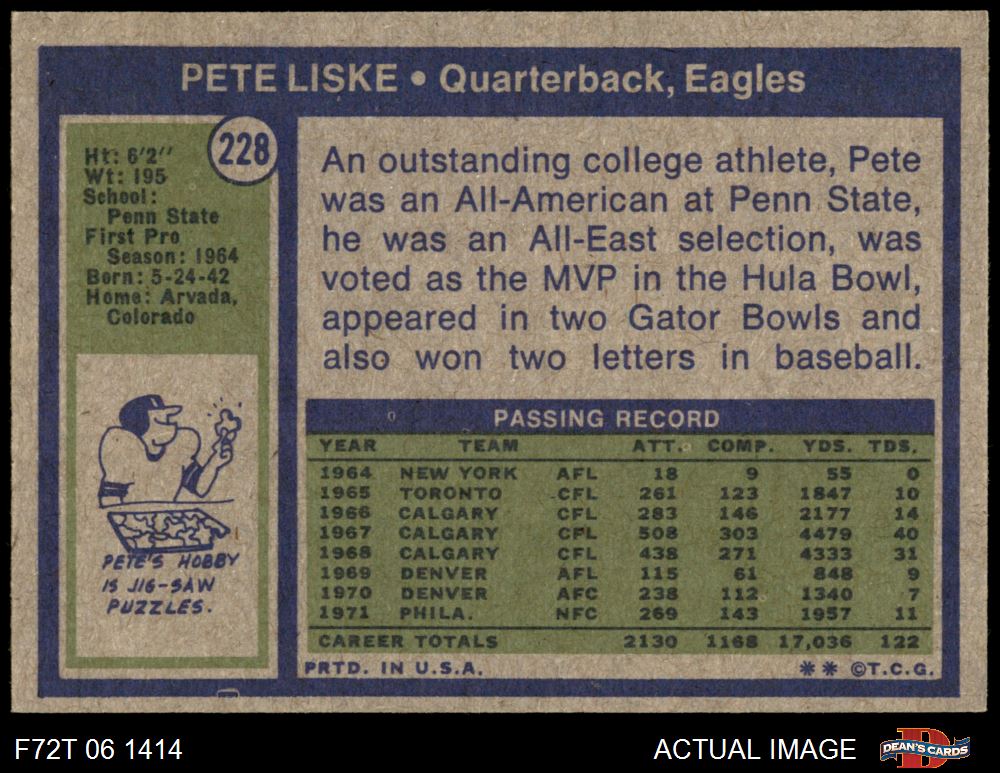 PETE LISKE • Quarterback, Eagles
228
Ht: 6'2"
Wt: 195
School:
Penn State
First Pro
Season: 1964
Born: 5-24-42
Home: Arvada,
Colorado
An outstanding college athlete, Pete
was an All-American at Penn State,
he was an All-East selection, was
voted as the MVP in the Hula Bowl,
appeared in two Gator Bowls and
also won two letters in baseball.
PETE'S HOBBY
IS JIG-SAW
PUZZLES.
PASSING RECORD
YEAR TEAM ATT. COMP. YDS. TDS.
1964 NEW YORK AFL 18 9 55 0
1965 TORONTO CFL 261 123 1847 10
1966 CALGARY CFL 283 146 2177 14
1967 CALGARY CFL 508 303 4479 40
1968 CALGARY CFL 438 271 4333 31
1969 DENVER AFL 115 61 848 9
1970 DENVER AFC 238 112 1340 7
1971 PHILA. NFC 269 143 1957 11
CAREER TOTALS 2130 1168 17,036 122
PRTD. IN U.S.A. ** ©T.C.G.
F72T 06 1414 ACTUAL IMAGE DEAN'S CARDS